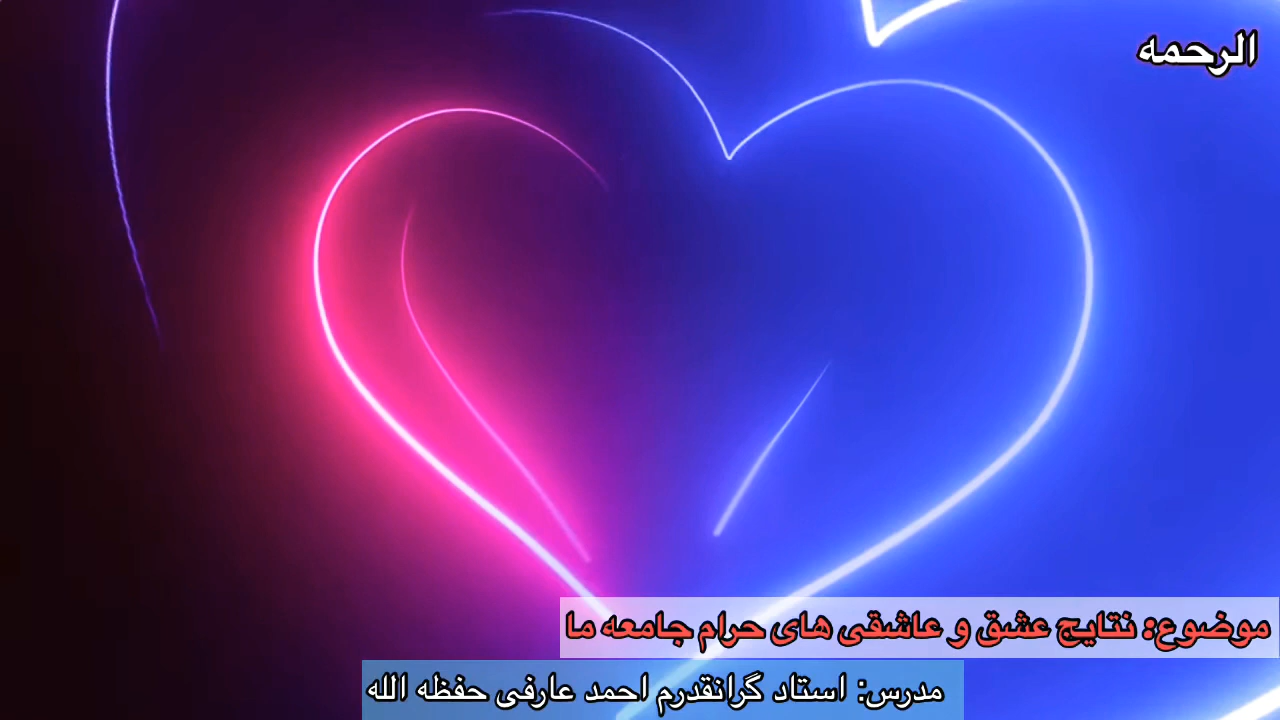 الرحمه
موضوع: نتایج عشق و عاشقی های حرام جامعه ما
مدرس: استاد گرانقدرم احمد عارفی حفظه الله